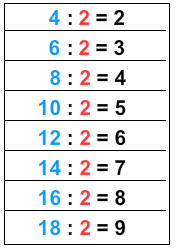 4 : 2 = 2
6 : 2 = 3
8 : 2 = 4
10 : 2 = 5
12 : 2 = 6
14 : 2 = 7
16 : 2 = 8
18 : 2 = 9